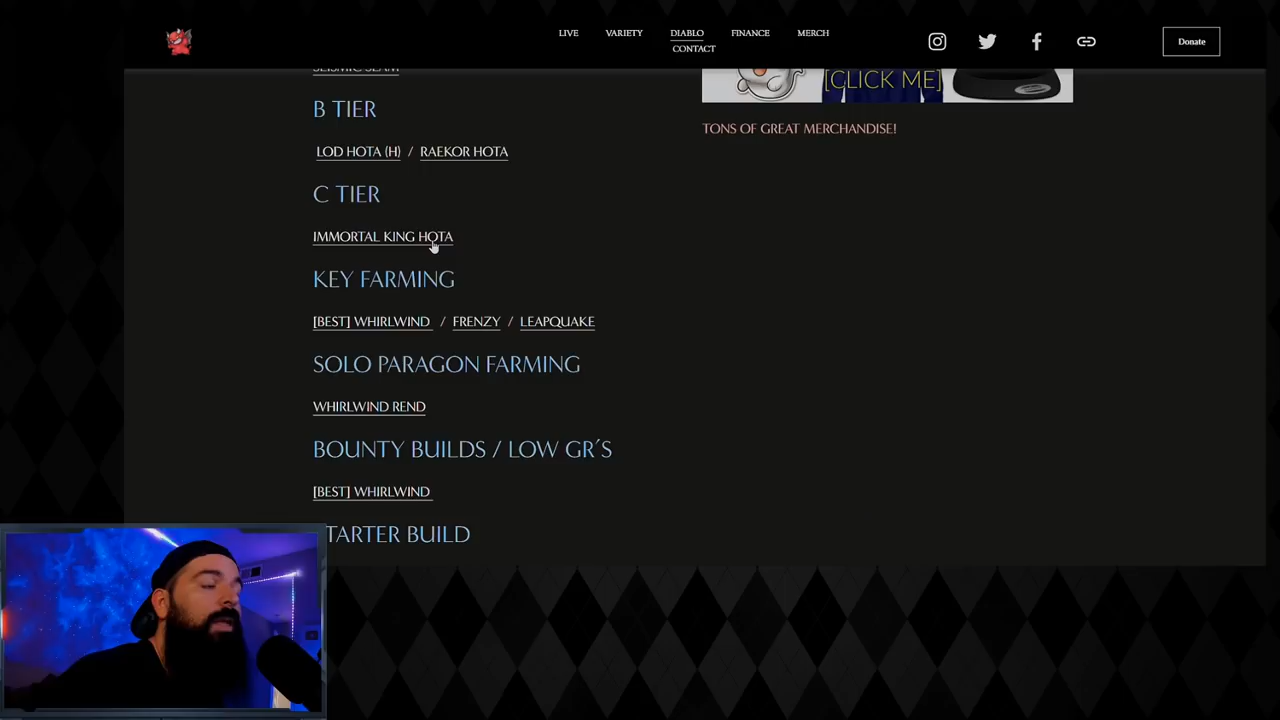 LIVE VARIETY DIABLO FINANCE MERCH
CONTACT
Donate
SEISMIC SLAM
B TIER
LOD HOTA (H) / RAEKOR HOTA
C TIER
IMMORTAL KING HOTA
KEY FARMING
[BEST] WHIRLWIND / FRENZY / LEAPQUAKE
SOLO PARAGON FARMING
WHIRLWIND REND
BOUNTY BUILDS / LOW GR´S
[BEST] WHIRLWIND
TARTER BUILD
[CLICK ME]
TONS OF GREAT MERCHANDISE!